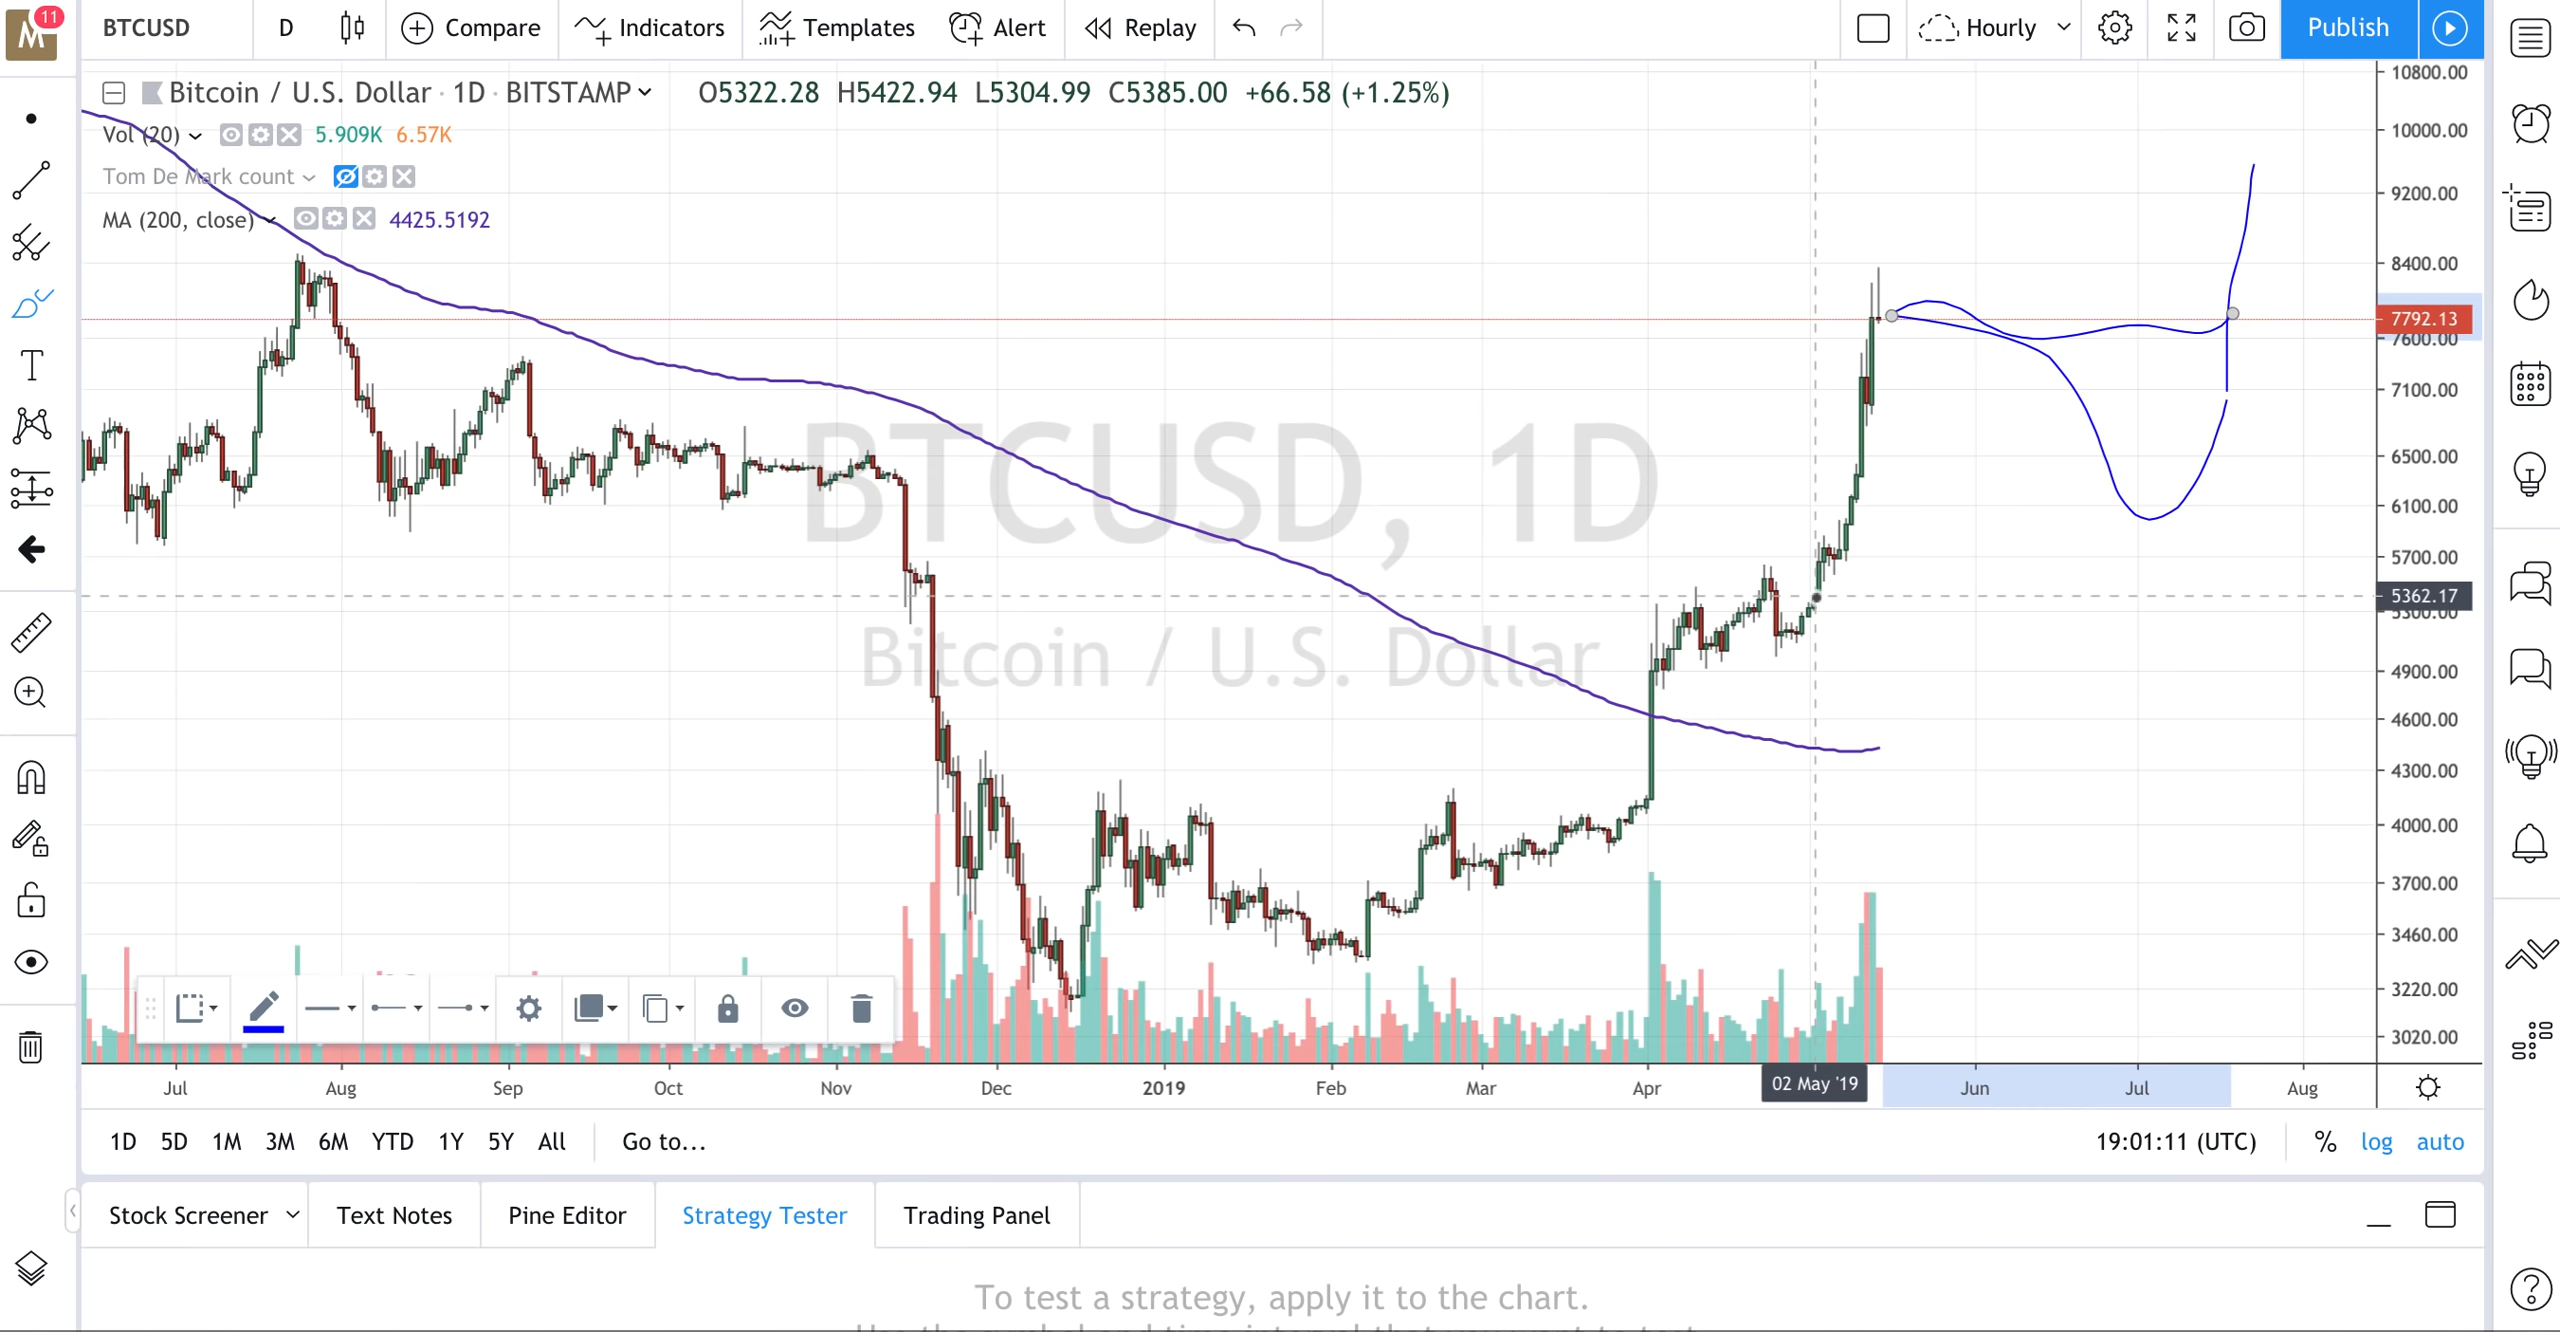 11
M
BTCUSD D Compare Indicators Templates Alert Replay Hourly Publish
Bitcoin / U.S. Dollar · 1D · BITSTAMP O5322.28 H5422.94 L5304.99 C5385.00 +66.58 (+1.25%)
Vol (20) 5.909K 6.57K
Tom De Mark count
MA (200, close) 4425.5192
BTCUSD, 1D
Bitcoin / U.S. Dollar
10800.00
10000.00
9200.00
8400.00
7792.13
7600.00
7100.00
6500.00
6100.00
5700.00
5362.17
5300.00
4900.00
4600.00
4300.00
4000.00
3700.00
3460.00
3220.00
3020.00
Jul Aug Sep Oct Nov Dec 2019 Feb Mar Apr 02 May '19 Jun Jul Aug
1D 5D 1M 3M 6M YTD 1Y 5Y All Go to... 19:01:11 (UTC) % log auto
Stock Screener Text Notes Pine Editor Strategy Tester Trading Panel
To test a strategy, apply it to the chart.